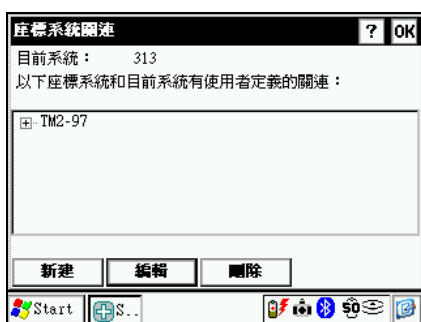 座標系統關連 ? OK
目前系統： 313
以下座標系統和目前系統有使用者定義的關連：
TM2-97
新建 編輯 刪除
Start S..
50